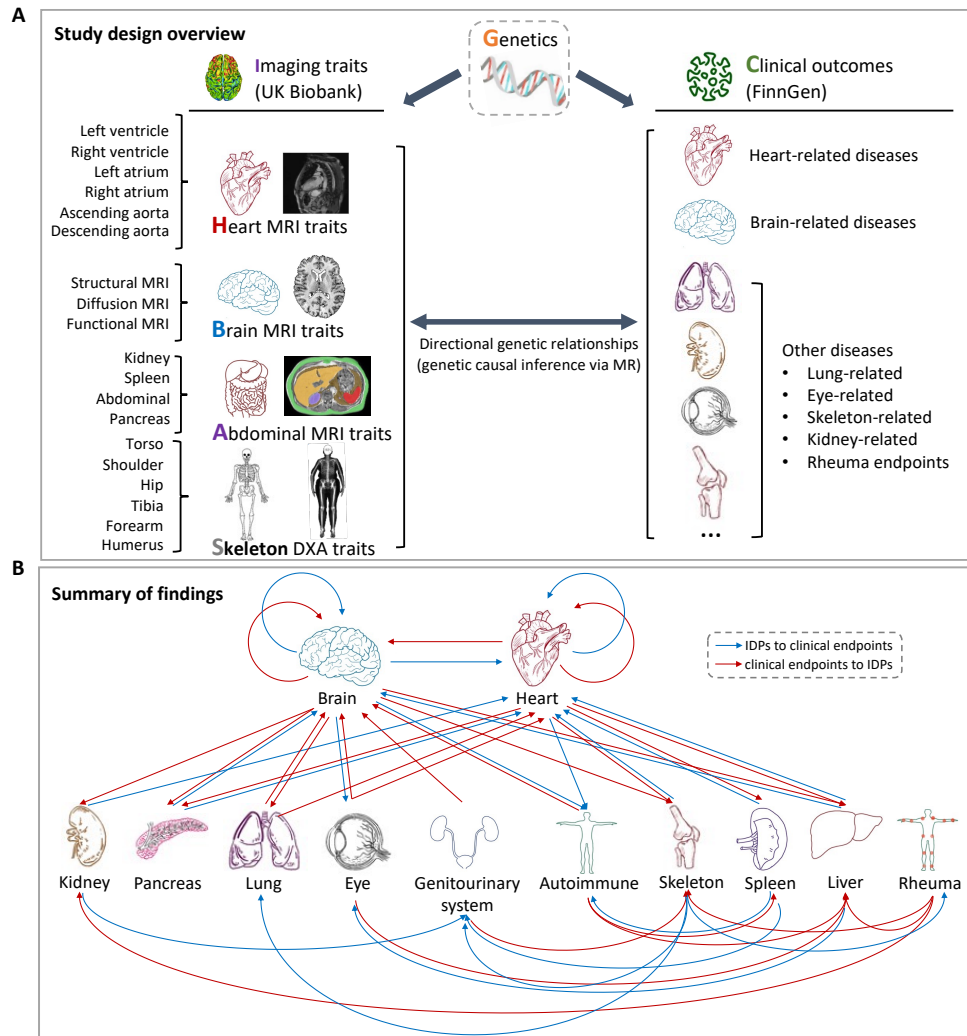 A
Study design overview
Imaging traits
(UK Biobank)
Genetics
Clinical outcomes
(FinnGen)
Left ventricle
Right ventricle
Left atrium
Right atrium
Ascending aorta
Descending aorta
Heart MRI traits
Structural MRI
Diffusion MRI
Functional MRI
Brain MRI traits
Kidney
Spleen
Abdominal
Pancreas
Abdominal MRI traits
Torso
Shoulder
Hip
Tibia
Forearm
Humerus
Skeleton DXA traits
Directional genetic relationships
(genetic causal inference via MR)
Heart-related diseases
Brain-related diseases
Other diseases
• Lung-related
• Eye-related
• Skeleton-related
• Kidney-related
• Rheuma endpoints
...
B
Summary of findings
IDPs to clinical endpoints
clinical endpoints to IDPs
Brain
Heart
Kidney
Pancreas
Lung
Eye
Genitourinary
system
Autoimmune
Skeleton
Spleen
Liver
Rheuma